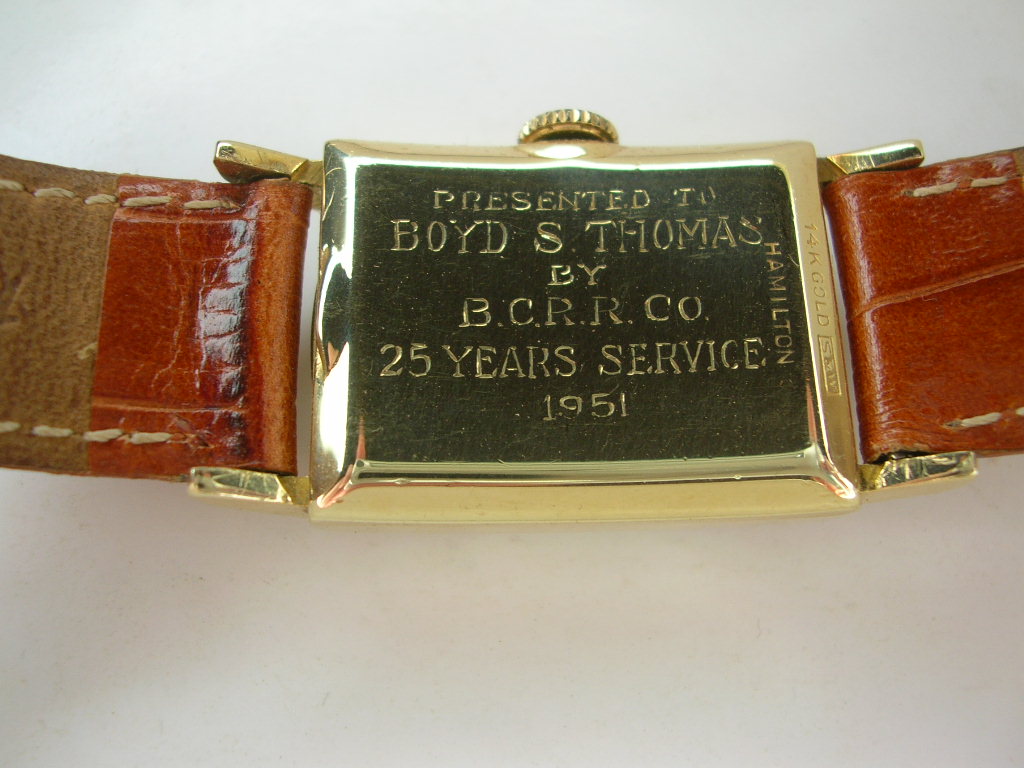 PRESENTED TO
BOYD S. THOMAS
BY
B.C.R.R. CO.
25 YEARS SERVICE
1951
HAMILTON
14K GOLD